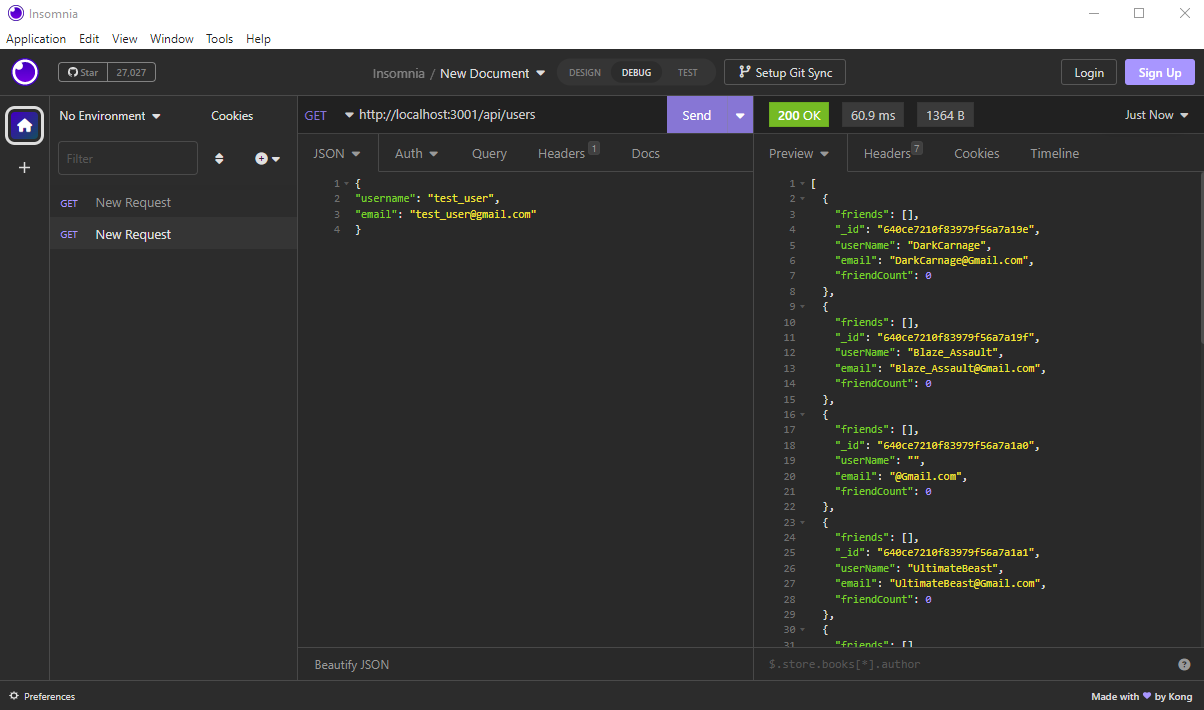 Insomnia
Application Edit View Window Tools Help
Star 27,027
Insomnia / New Document
DESIGN DEBUG TEST
Setup Git Sync
Login
Sign Up
No Environment
Cookies
Filter
GET New Request
GET New Request
GET http://localhost:3001/api/users
Send
JSON Auth Query Headers 1 Docs
1 {
2 "username": "test_user",
3 "email": "test_user@gmail.com"
4 }
Beautify JSON
200 OK 60.9 ms 1364 B Just Now
Preview Headers 7 Cookies Timeline
1 [
2 {
3 "friends": [],
4 "_id": "640ce7210f83979f56a7a19e",
5 "userName": "DarkCarnage",
6 "email": "DarkCarnage@Gmail.com",
7 "friendCount": 0
8 },
9 {
10 "friends": [],
11 "_id": "640ce7210f83979f56a7a19f",
12 "userName": "Blaze_Assault",
13 "email": "Blaze_Assault@Gmail.com",
14 "friendCount": 0
15 },
16 {
17 "friends": [],
18 "_id": "640ce7210f83979f56a7a1a0",
19 "userName": "",
20 "email": "@Gmail.com",
21 "friendCount": 0
22 },
23 {
24 "friends": [],
25 "_id": "640ce7210f83979f56a7a1a1",
26 "userName": "UltimateBeast",
27 "email": "UltimateBeast@Gmail.com",
28 "friendCount": 0
29 },
30 {
31 "friends": []
$.store.books[*].author
Preferences
Made with ♥ by Kong